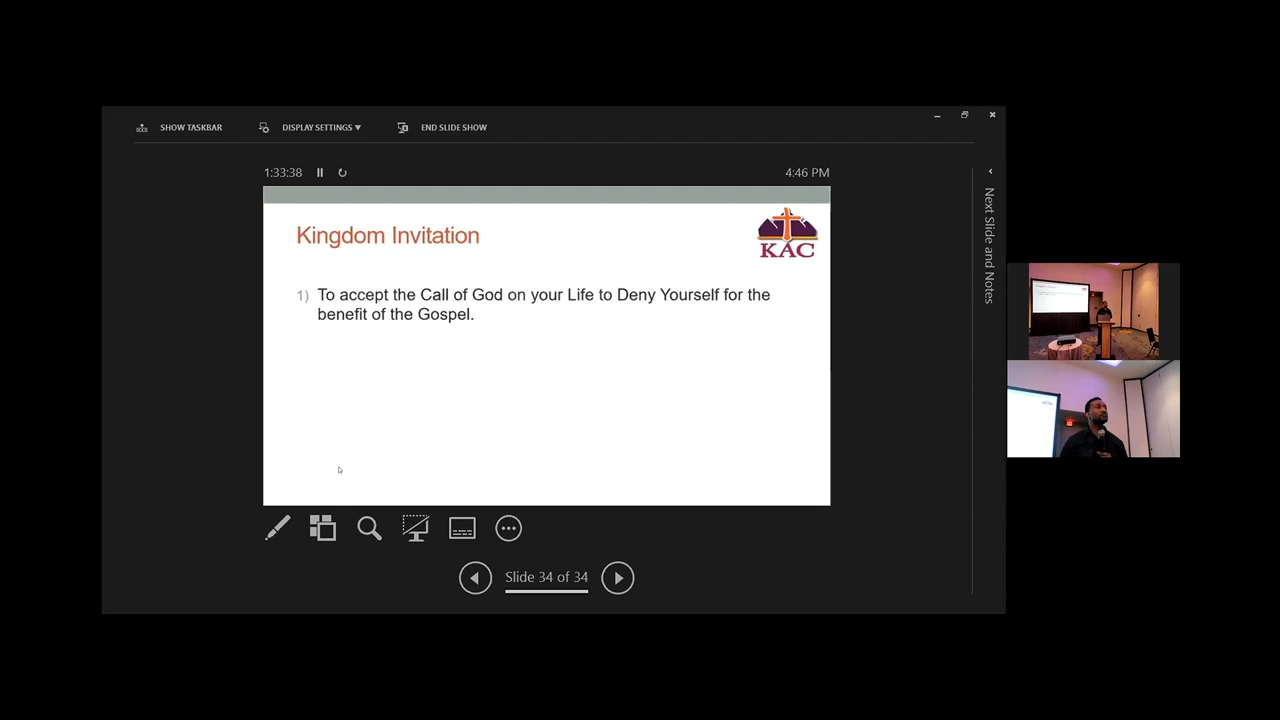 SHOW TASKBAR
DISPLAY SETTINGS ▼
END SLIDE SHOW
1:33:38
4:46 PM
Kingdom Invitation
KAC
1) To accept the Call of God on your Life to Deny Yourself for the
benefit of the Gospel.
Slide 34 of 34
Next Slide and Notes